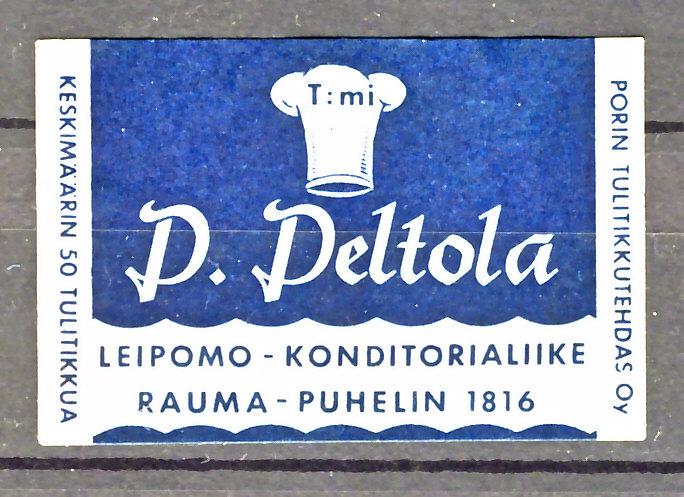 KESKIMÄÄRIN 50 TULITIKKUA
T:mi
P. Peltola
LEIPOMO - KONDITORIALIIKE
RAUMA - PUHELIN 1816
PORIN TULITIKKUTEHDAS Oy